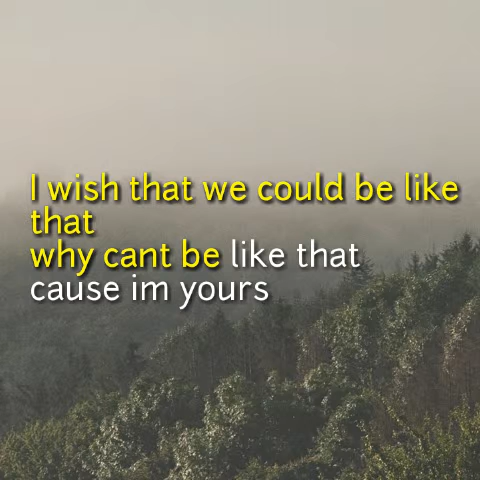 I wish that we could be like
that
why cant be like that
cause im yours